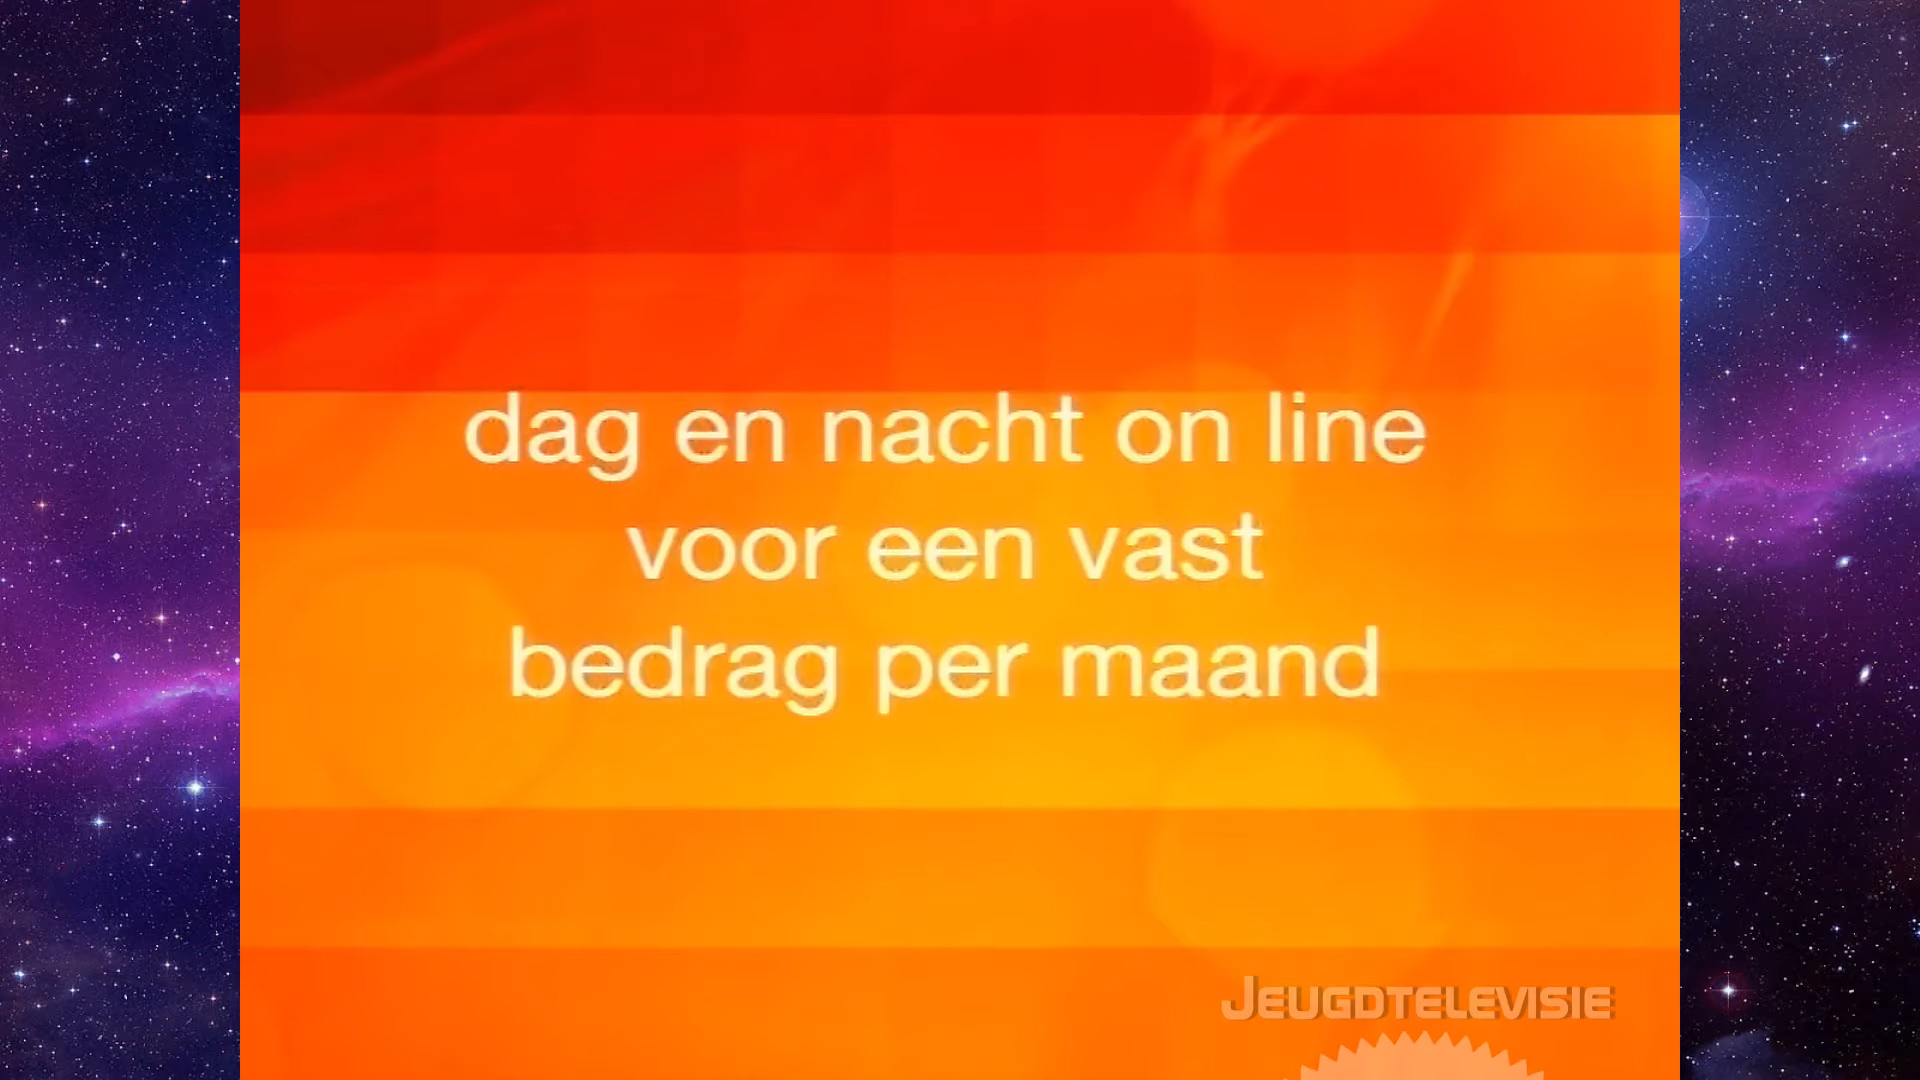 dag en nacht on line
voor een vast
bedrag per maand
JEUGDTELEVISIE